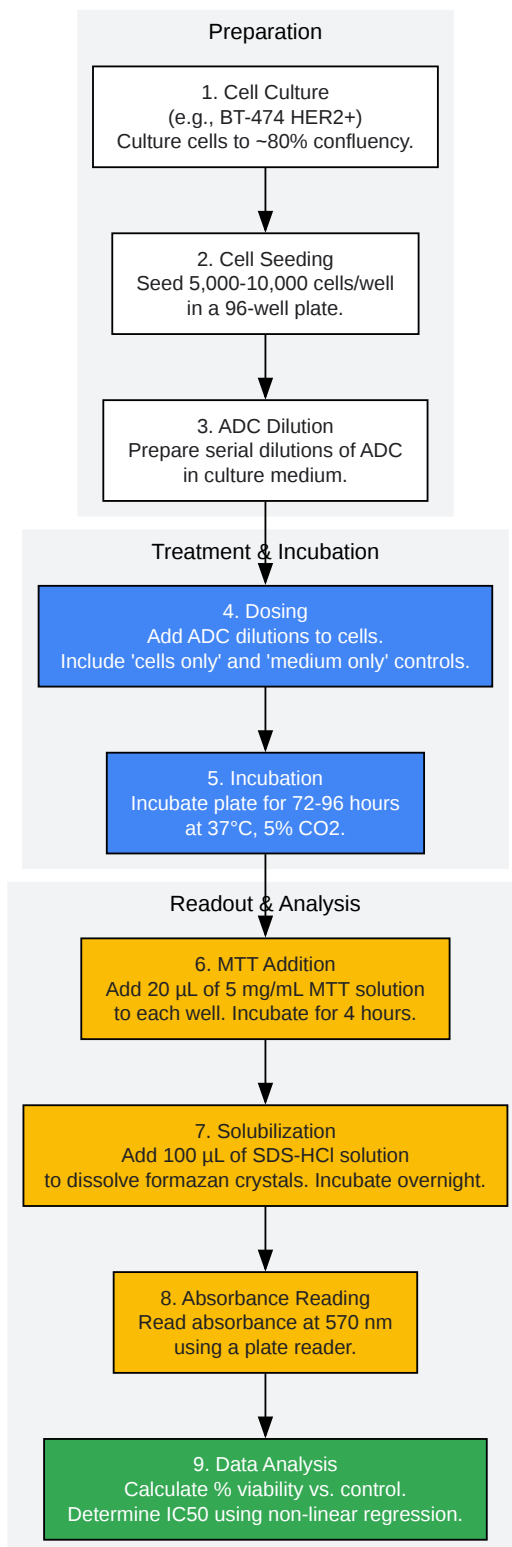 Preparation
1. Cell Culture
(e.g., BT-474 HER2+)
Culture cells to ~80% confluency.
2. Cell Seeding
Seed 5,000-10,000 cells/well
in a 96-well plate.
3. ADC Dilution
Prepare serial dilutions of ADC
in culture medium.
Treatment & Incubation
4. Dosing
Add ADC dilutions to cells.
Include 'cells only' and 'medium only' controls.
5. Incubation
Incubate plate for 72-96 hours
at 37°C, 5% CO2.
Readout & Analysis
6. MTT Addition
Add 20 µL of 5 mg/mL MTT solution
to each well. Incubate for 4 hours.
7. Solubilization
Add 100 µL of SDS-HCl solution
to dissolve formazan crystals. Incubate overnight.
8. Absorbance Reading
Read absorbance at 570 nm
using a plate reader.
9. Data Analysis
Calculate % viability vs. control.
Determine IC50 using non-linear regression.